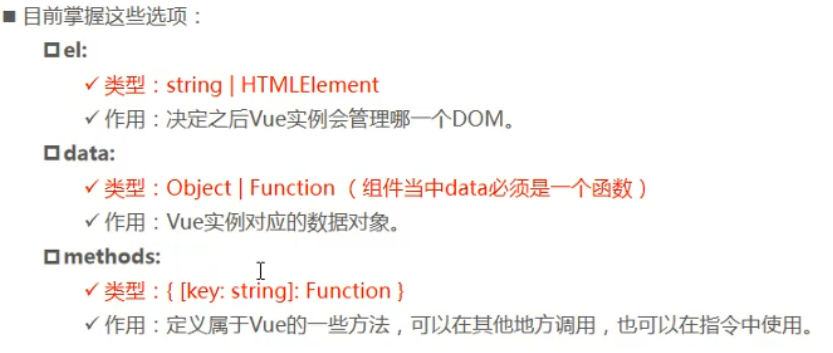 目前掌握这些选项：
el:
类型：string | HTMLElement
作用：决定之后Vue实例会管理哪一个DOM。
data:
类型：Object | Function （组件当中data必须是一个函数）
作用：Vue实例对应的数据对象。
methods:
类型：{ [key: string]: Function }
作用：定义属于Vue的一些方法，可以在其他地方调用，也可以在指令中使用。